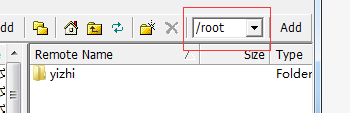 dd /root Add
Remote Name / Size Type
yizhi Folder